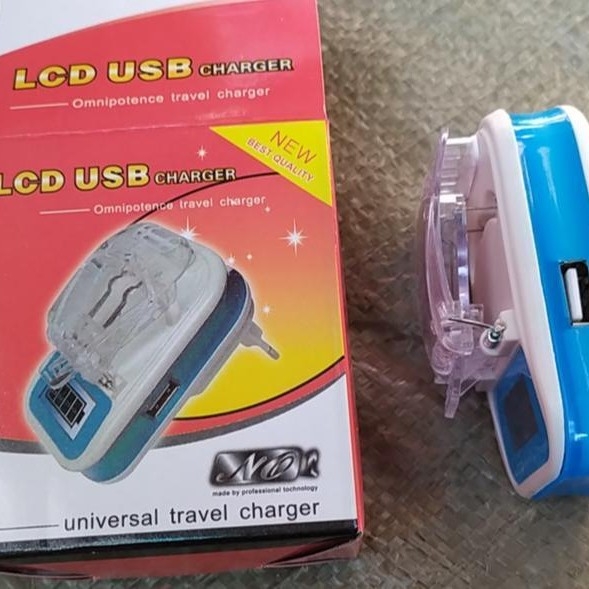 LCD USB CHARGER
Omnipotence travel charger
NEW
BEST QUALITY
LCD USB CHARGER
Omnipotence travel charger
made by professional technology
universal travel charger